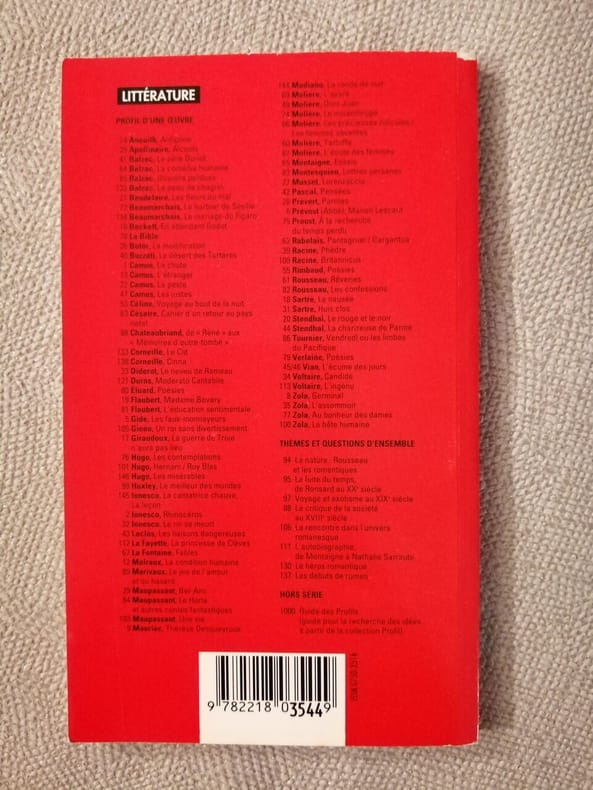 LITTÉRATURE
PROFIL D'UNE ŒUVRE
24 Anouilh, Antigone
25 Apollinaire, Alcools
41 Balzac, Le père Goriot
64 Balzac, La comédie humaine
85 Balzac, Illusions perdues
132 Balzac, La peau de chagrin
21 Baudelaire, Les fleurs du mal
72 Beaumarchais, Le barbier de Séville
134 Beaumarchais, Le mariage de Figaro
16 Beckett, En attendant Godot
78 La Bible
26 Butor, La modification
40 Buzzati, Le désert des Tartares
1 Camus, La chute
13 Camus, L'étranger
22 Camus, La peste
47 Camus, Les justes
53 Céline, Voyage au bout de la nuit
63 Césaire, Cahier d'un retour au pays
natal
88 Chateaubriand, de « René » aux
« Mémoires d'outre-tombe »
133 Corneille, Le Cid
138 Corneille, Cinna
33 Diderot, Le neveu de Rameau
121 Duras, Moderato Cantabile
80 Eluard, Poésies
19 Flaubert, Madame Bovary
81 Flaubert, L'éducation sentimentale
5 Gide, Les faux-monnayeurs
105 Giono, Un roi sans divertissement
17 Giraudoux, La guerre de Troie
n'aura pas lieu
76 Hugo, Les contemplations
101 Hugo, Hernani / Ruy Blas
146 Hugo, Les misérables
99 Huxley, Le meilleur des mondes
145 Ionesco, La cantatrice chauve,
La leçon
2 Ionesco, Rhinocéros
32 Ionesco, Le roi se meurt
43 Laclos, Les liaisons dangereuses
112 La Fayette, La princesse de Clèves
67 La Fontaine, Fables
12 Malraux, La condition humaine
89 Marivaux, Le jeu de l'amour
et du hasard
29 Maupassant, Bel-Ami
84 Maupassant, Le Horla
et autres contes fantastiques
103 Maupassant, Une vie
9 Mauriac, Thérèse Desqueyroux
144 Modiano, La ronde de nuit
69 Molière, L'avare
49 Molière, Dom Juan
74 Molière, Le misanthrope
66 Molière, Les précieuses ridicules /
Les femmes savantes
60 Molière, Tartuffe
87 Molière, L'école des femmes
65 Montaigne, Essais
83 Montesquieu, Lettres persanes
27 Musset, Lorenzaccio
42 Pascal, Pensées
28 Prévert, Paroles
6 Prévost (Abbé), Manon Lescaut
75 Proust, À la recherche
du temps perdu
62 Rabelais, Pantagruel / Gargantua
39 Racine, Phèdre
109 Racine, Britannicus
55 Rimbaud, Poésies
61 Rousseau, Rêveries
82 Rousseau, Les confessions
18 Sartre, La nausée
31 Sartre, Huis clos
20 Stendhal, Le rouge et le noir
44 Stendhal, La chartreuse de Parme
86 Tournier, Vendredi ou les limbes
du Pacifique
79 Verlaine, Poésies
45/46 Vian, L'écume des jours
34 Voltaire, Candide
113 Voltaire, L'ingénu
8 Zola, Germinal
35 Zola, L'assommoir
77 Zola, Au bonheur des dames
100 Zola, La bête humaine
THÈMES ET QUESTIONS D'ENSEMBLE
94 La nature : Rousseau
et les romantiques
95 La fuite du temps,
de Ronsard au XXe siècle
97 Voyage et exotisme au XIXe siècle
98 La critique de la société
au XVIIIe siècle
106 La rencontre dans l'univers
romanesque
111 L'autobiographie,
de Montaigne à Nathalie Sarraute
130 Le héros romantique
137 Les débuts de roman
HORS SÉRIE
1000 Guide des Profils
(guide pour la recherche des idées
à partir de la collection Profil)
9 782218 035449